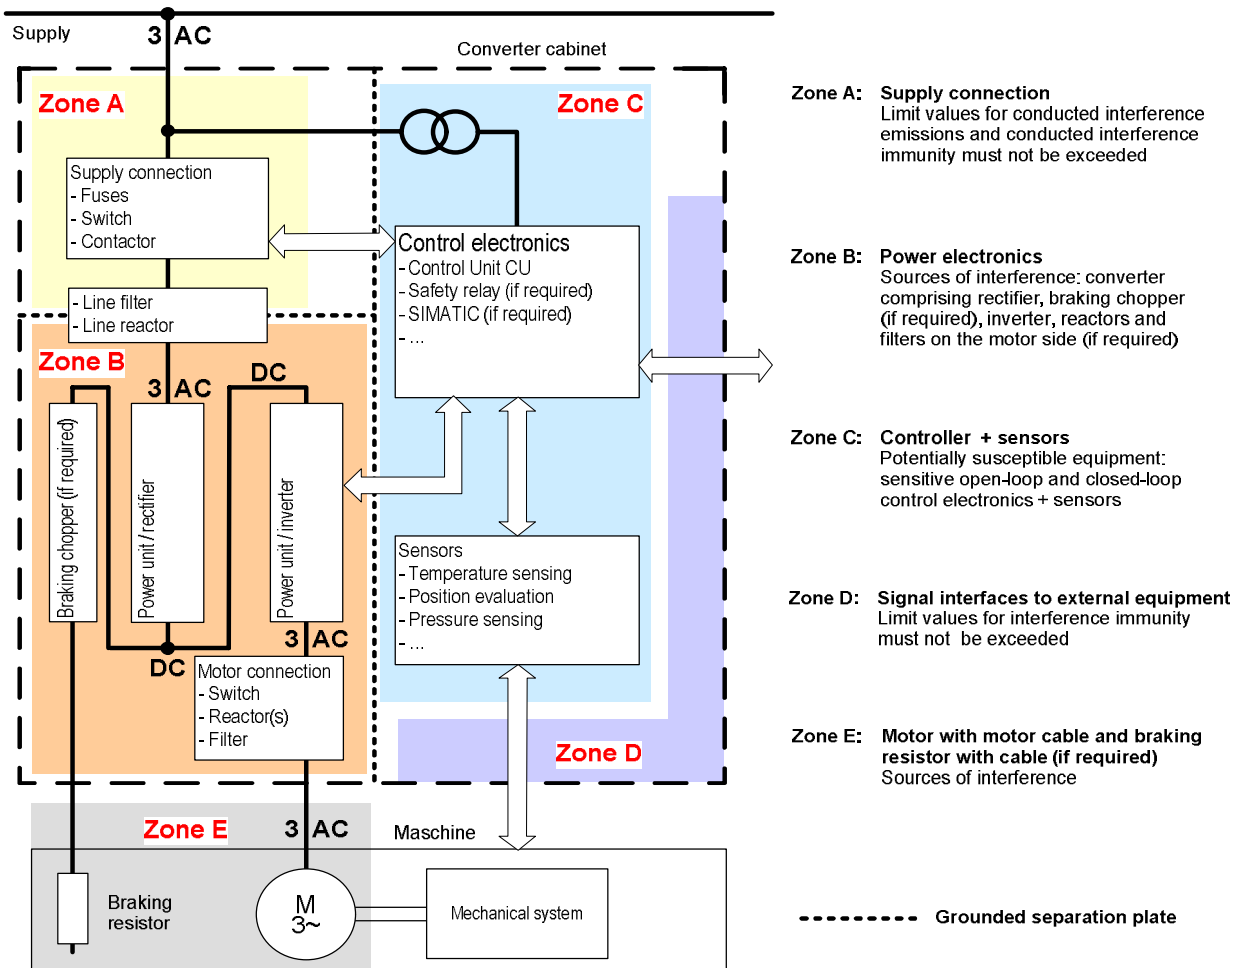 Supply
3 AC
Converter cabinet
Zone A
Zone C
Supply connection
- Fuses
- Switch
- Contactor
Control electronics
- Control Unit CU
- Safety relay (if required)
- SIMATIC (if required)
- ...
- Line filter
- Line reactor
Zone B
3 AC
DC
Braking chopper (if required)
Power unit / rectifier
Power unit / inverter
Sensors
- Temperature sensing
- Position evaluation
- Pressure sensing
- ...
DC
3 AC
Motor connection
- Switch
- Reactor(s)
- Filter
Zone D
Zone E
3 AC
Maschine
Braking
resistor
M
3~
Mechanical system
Zone A: Supply connection
Limit values for conducted interference
emissions and conducted interference
immunity must not be exceeded
Zone B: Power electronics
Sources of interference: converter
comprising rectifier, braking chopper
(if required), inverter, reactors and
filters on the motor side (if required)
Zone C: Controller + sensors
Potentially susceptible equipment:
sensitive open-loop and closed-loop
control electronics + sensors
Zone D: Signal interfaces to external equipment
Limit values for interference immunity
must not be exceeded
Zone E: Motor with motor cable and braking
resistor with cable (if required)
Sources of interference
Grounded separation plate